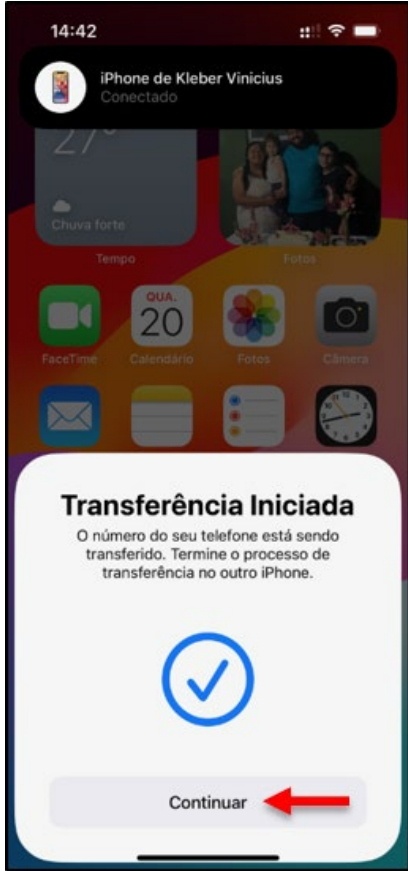 14:42
iPhone de Kleber Vinicius
Conectado
27°
Chuva forte
Tempo
Fotos
QUA.
20
FaceTime
Calendário
Fotos
Câmera
Transferência Iniciada
O número do seu telefone está sendo
transferido. Termine o processo de
transferência no outro iPhone.
Continuar